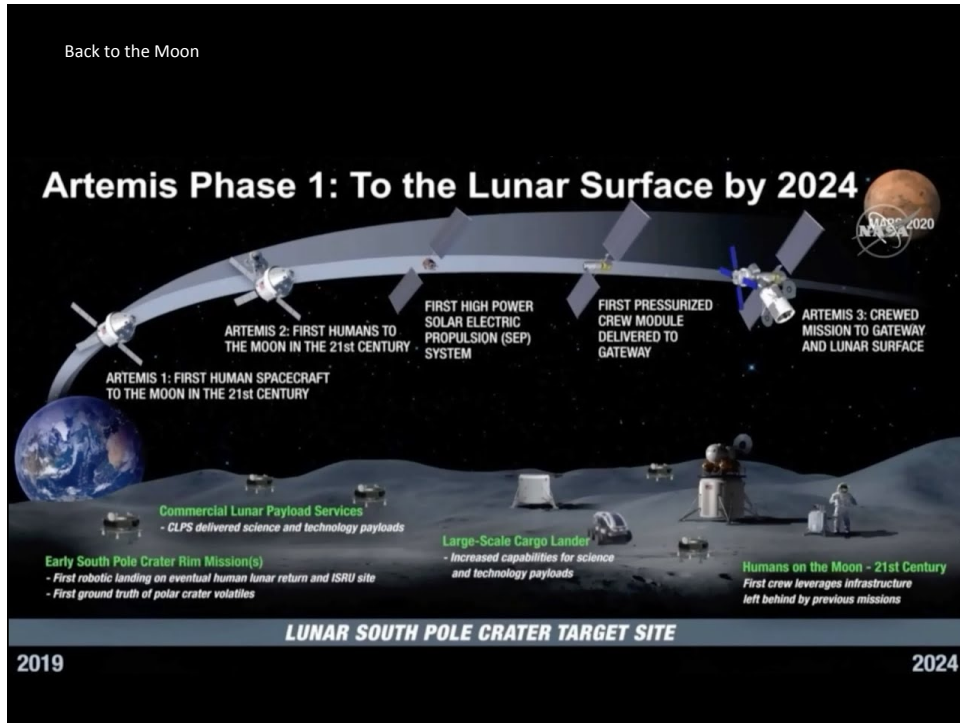 Back to the Moon
Artemis Phase 1: To the Lunar Surface by 2024
MARS 2020
NASA
ARTEMIS 1: FIRST HUMAN SPACECRAFT
TO THE MOON IN THE 21st CENTURY
ARTEMIS 2: FIRST HUMANS TO
THE MOON IN THE 21st CENTURY
FIRST HIGH POWER
SOLAR ELECTRIC
PROPULSION (SEP)
SYSTEM
FIRST PRESSURIZED
CREW MODULE
DELIVERED TO
GATEWAY
ARTEMIS 3: CREWED
MISSION TO GATEWAY
AND LUNAR SURFACE
Commercial Lunar Payload Services
- CLPS delivered science and technology payloads
Early South Pole Crater Rim Mission(s)
- First robotic landing on eventual human lunar return and ISRU site
- First ground truth of polar crater volatiles
Large-Scale Cargo Lander
- Increased capabilities for science
and technology payloads
Humans on the Moon - 21st Century
First crew leverages infrastructure
left behind by previous missions
LUNAR SOUTH POLE CRATER TARGET SITE
2019
2024